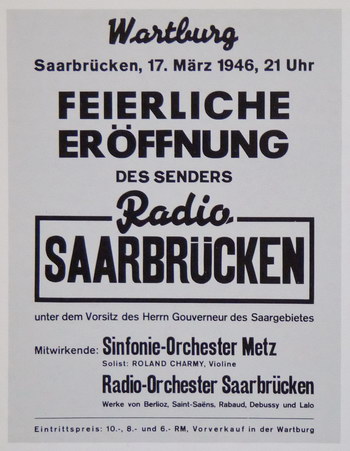 Wartburg
Saarbrücken, 17. März 1946, 21 Uhr
FEIERLICHE
ERÖFFNUNG
DES SENDERS
Radio
SAARBRÜCKEN
unter dem Vorsitz des Herrn Gouverneur des Saargebietes
Mitwirkende: Sinfonie-Orchester Metz
Solist: ROLAND CHARMY, Violine
Radio-Orchester Saarbrücken
Werke von Berlioz, Saint-Saëns, Rabaud, Debussy und Lalo
Eintrittspreis: 10.-, 8.- und 6.- RM, Vorverkauf in der Wartburg